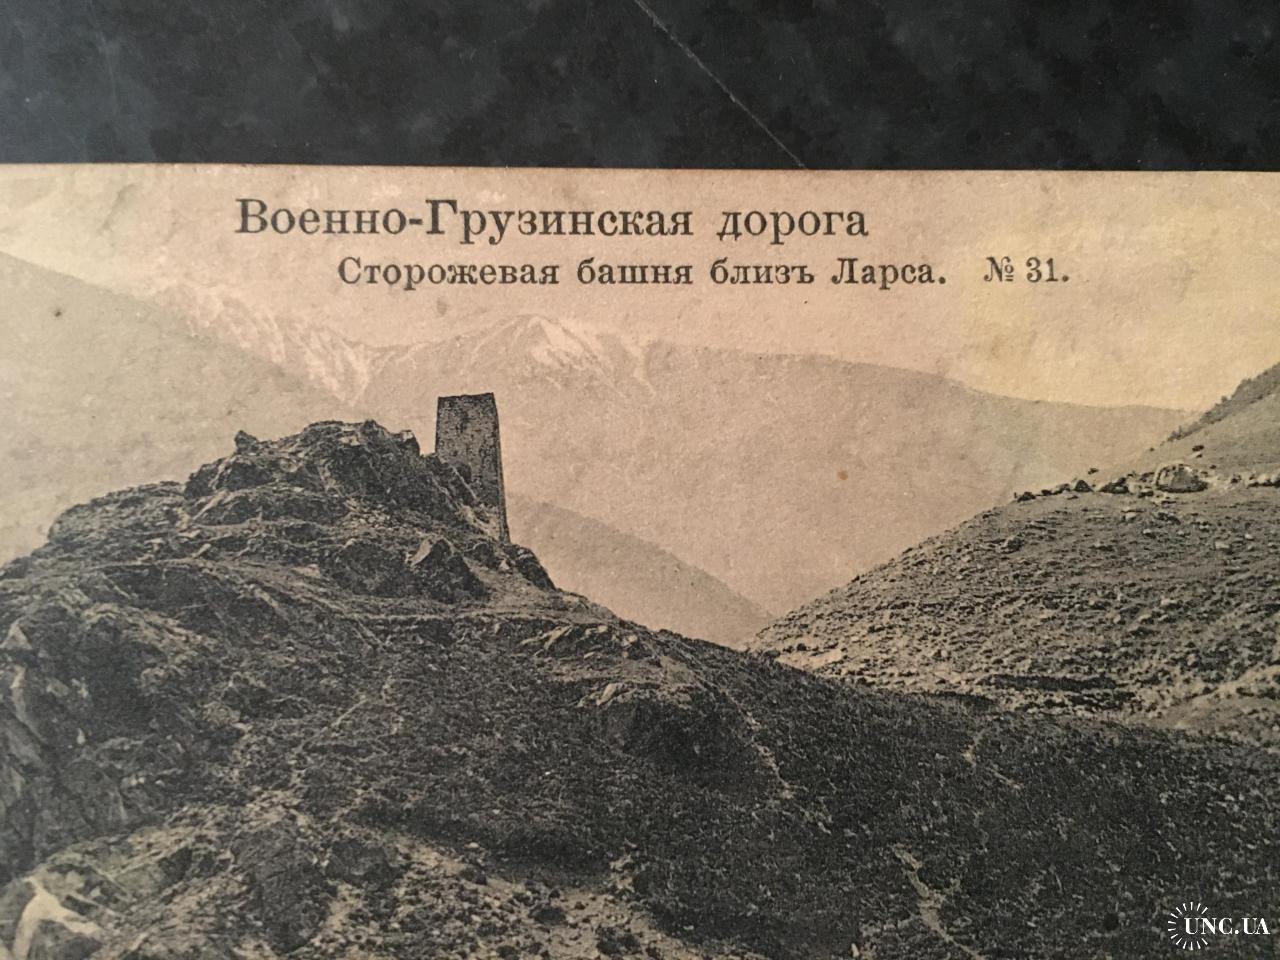 Военно-Грузинская дорога
Сторожевая башня близъ Ларса. № 31.
UNC.UA